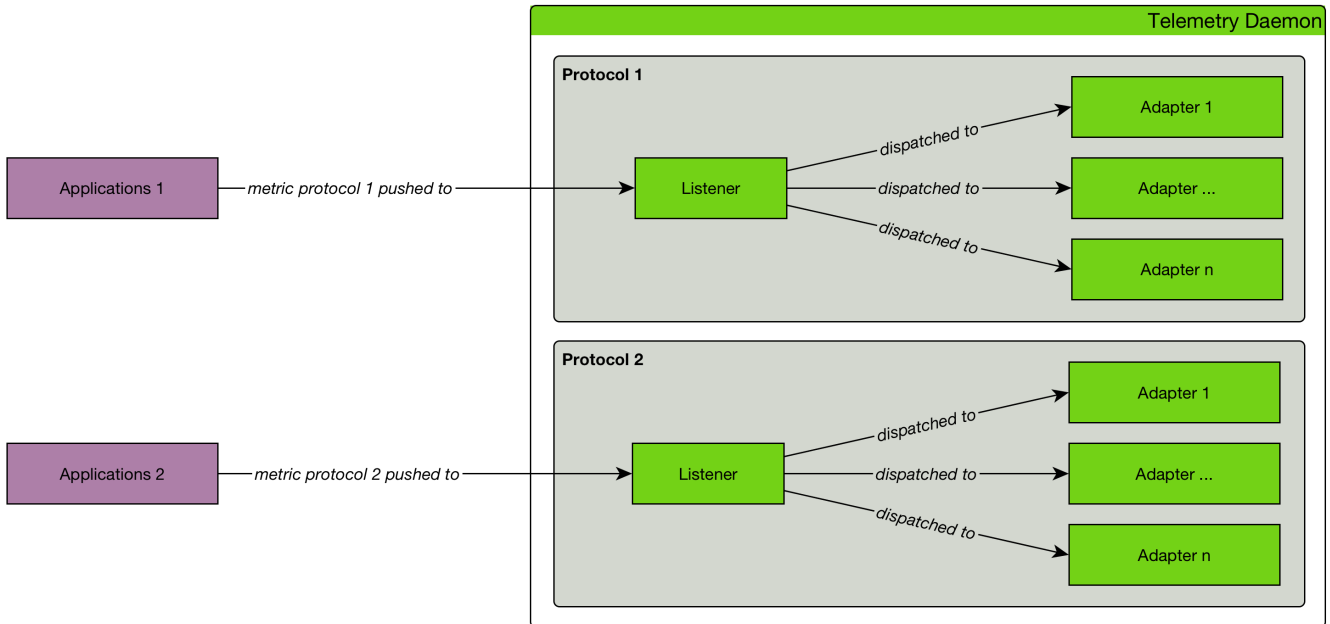 Telemetry Daemon
Protocol 1
Applications 1
metric protocol 1 pushed to
Listener
dispatched to
Adapter 1
dispatched to
Adapter ...
dispatched to
Adapter n
Protocol 2
Applications 2
metric protocol 2 pushed to
Listener
dispatched to
Adapter 1
dispatched to
Adapter ...
dispatched to
Adapter n